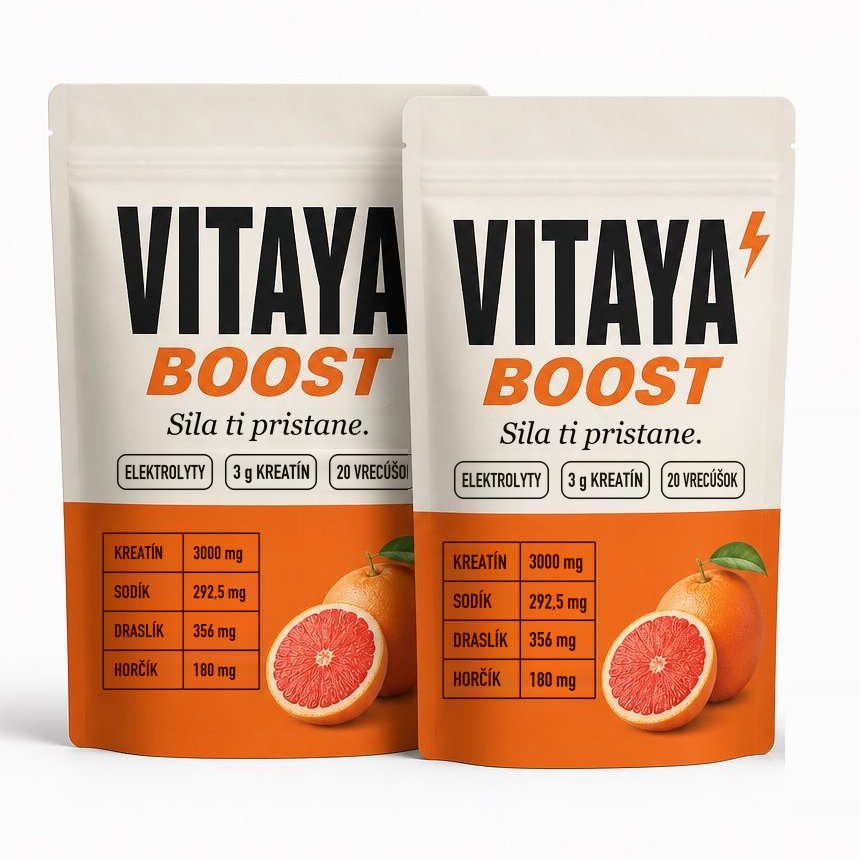 VITAYA
BOOST
Sila ti pristane.
ELEKTROLYTY
3 g KREATÍN
20 VRECÚŠO
KREATÍN 3000 mg
SODÍK 292,5 mg
DRASLÍK 356 mg
HORČÍK 180 mg
VITAYA
BOOST
Sila ti pristane.
ELEKTROLYTY
3 g KREATÍN
20 VRECÚŠOK
KREATÍN 3000 mg
SODÍK 292,5 mg
DRASLÍK 356 mg
HORČÍK 180 mg